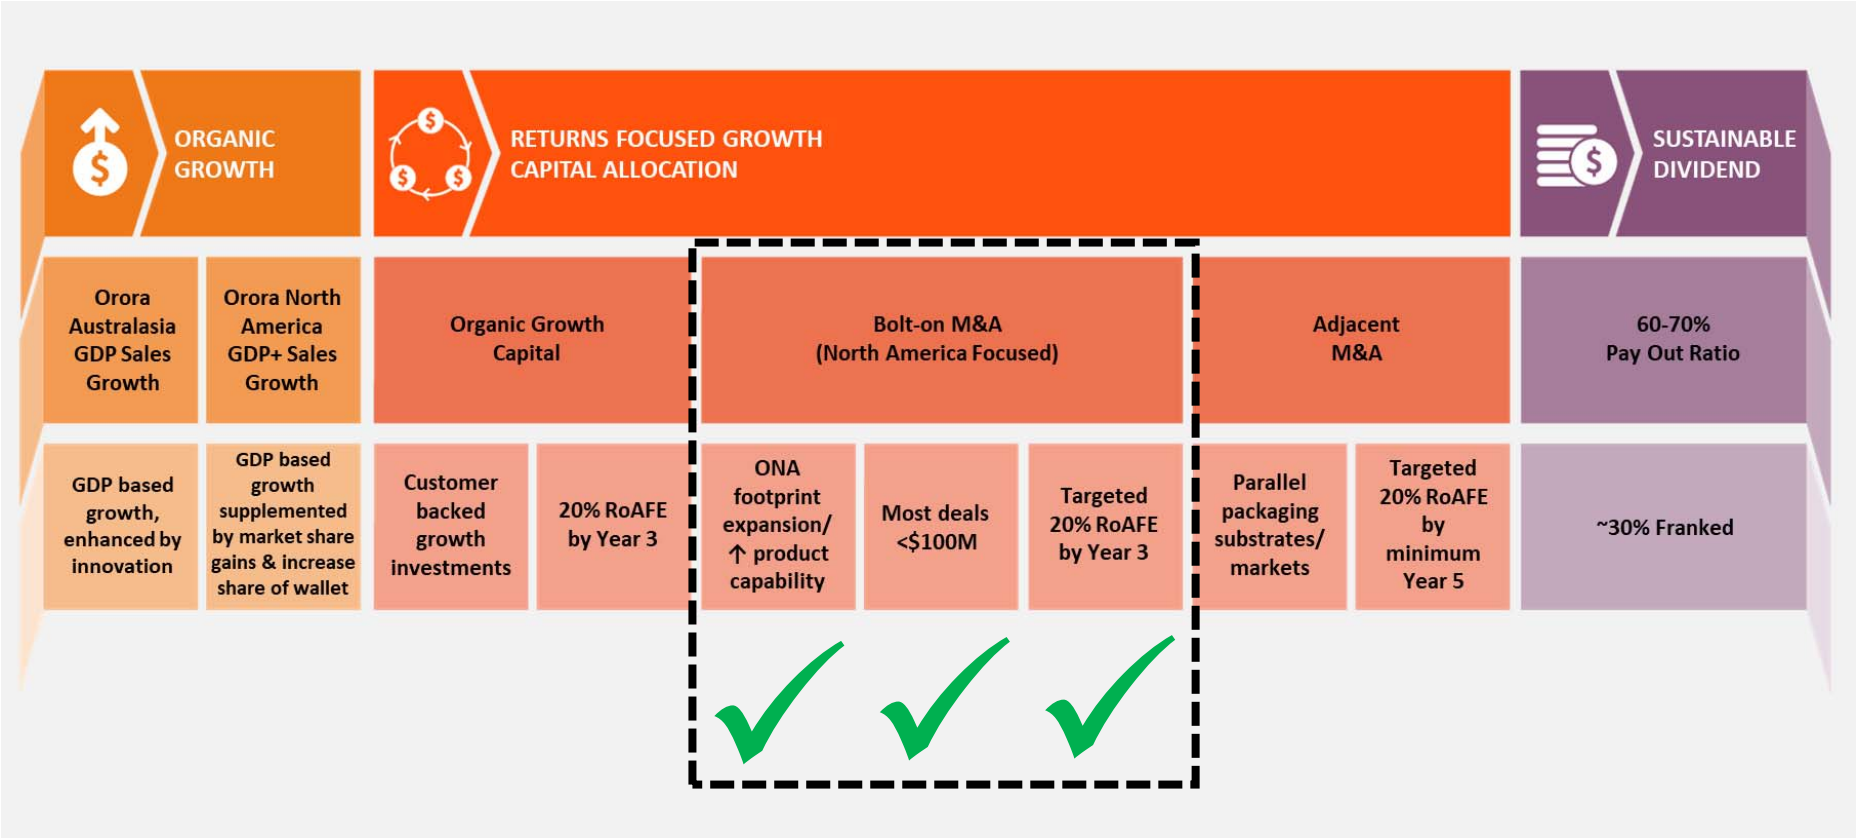 ORGANIC
GROWTH
RETURNS FOCUSED GROWTH
CAPITAL ALLOCATION
SUSTAINABLE
DIVIDEND
Orora
Australasia
GDP Sales
Growth
Orora North
America
GDP+ Sales
Growth
Organic Growth
Capital
Bolt-on M&A
(North America Focused)
Adjacent
M&A
60-70%
Pay Out Ratio
GDP based
growth,
enhanced by
innovation
GDP based
growth
supplemented
by market share
gains & increase
share of wallet
Customer
backed
growth
investments
20% RoAFE
by Year 3
ONA
footprint
expansion/
↑ product
capability
Most deals
<$100M
Targeted
20% RoAFE
by Year 3
Parallel
packaging
substrates/
markets
Targeted
20% RoAFE
by
minimum
Year 5
~30% Franked